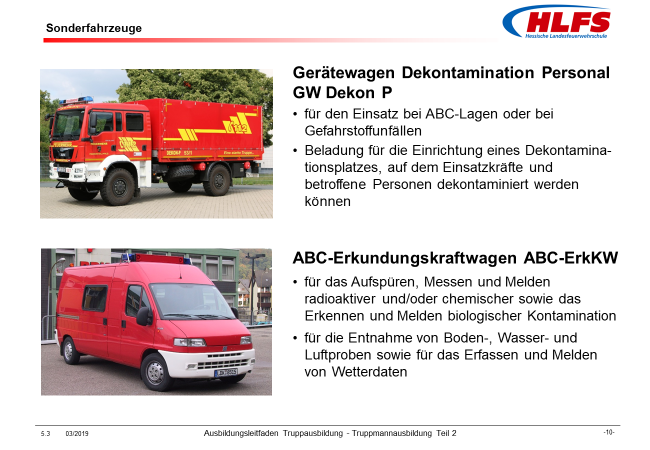 Sonderfahrzeuge
HLFS
Hessische Landesfeuerwehrschule
Gerätewagen Dekontamination Personal
GW Dekon P
• für den Einsatz bei ABC-Lagen oder bei
Gefahrstoffunfällen
• Beladung für die Einrichtung eines Dekontamina-
tionsplatzes, auf dem Einsatzkräfte und
betroffene Personen dekontaminiert werden
können
112
ABC-Erkundungskraftwagen ABC-ErkKW
• für das Aufspüren, Messen und Melden
radioaktiver und/oder chemischer sowie das
Erkennen und Melden biologischer Kontamination
• für die Entnahme von Boden-, Wasser- und
Luftproben sowie für das Erfassen und Melden
von Wetterdaten
5.3
03/2019
Ausbildungsleitfaden Truppausbildung - Truppmannausbildung Teil 2
-10-